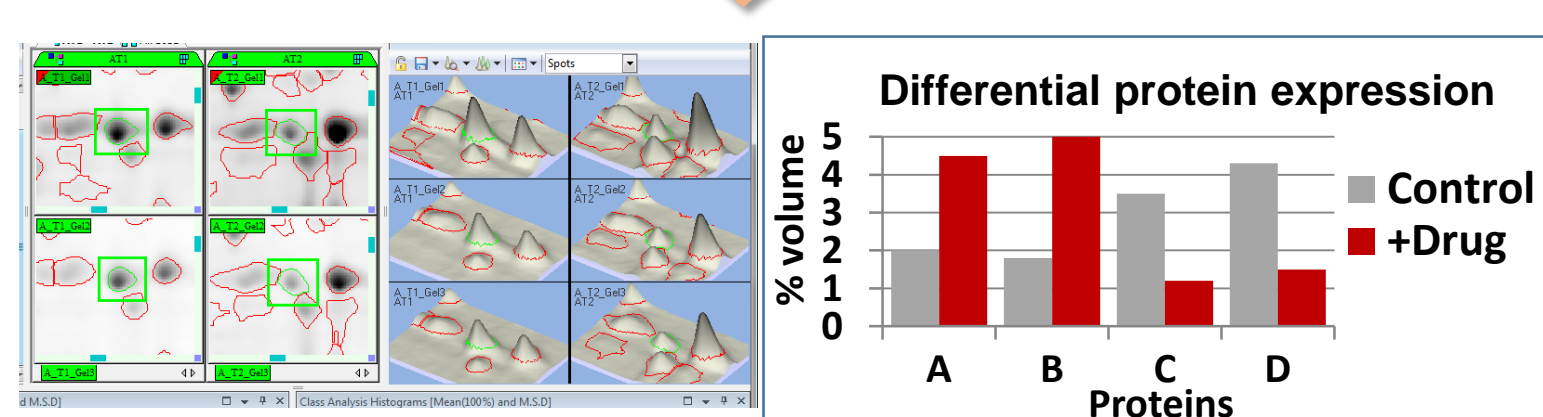 AT1
AT2
A_T1_Gel1
A_T2_Gel1
A_T1_Gel2
A_T2_Gel2
A_T1_Gel3
A_T2_Gel3
Spots
A_T1_Gel1
AT1
A_T2_Gel1
AT2
A_T1_Gel2
AT1
A_T2_Gel2
AT2
A_T1_Gel3
AT1
A_T2_Gel3
AT2
d M.S.D]
Class Analysis Histograms [Mean(100%) and M.S.D]
Differential protein expression
% volume
5
4
3
2
1
0
A B C D
Proteins
Control
+Drug